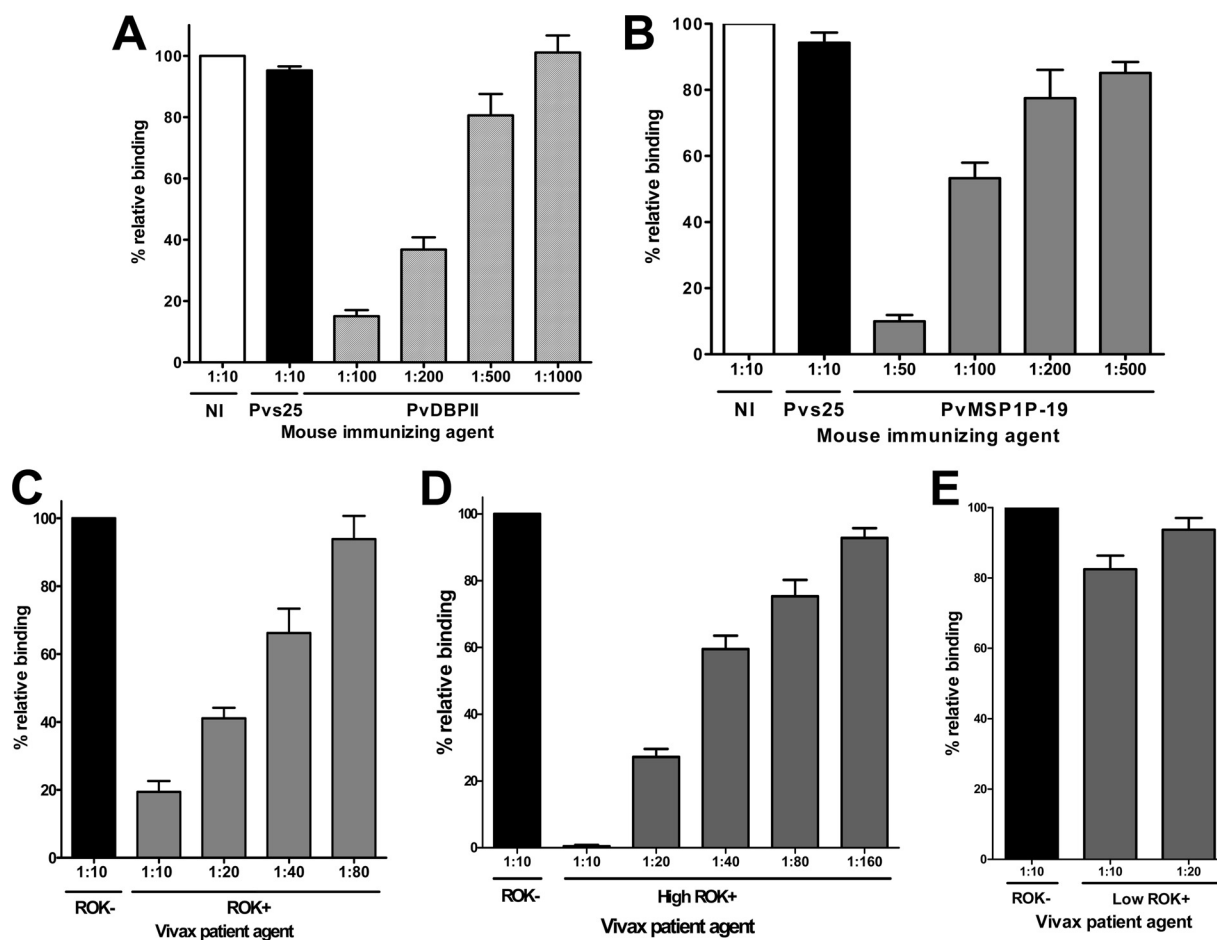 A
% relative binding
100
80
60
40
20
0
1:10 1:10 1:100 1:200 1:500 1:1000
NI Pvs25 PvDBPII
Mouse immunizing agent
B
% relative binding
100
80
60
40
20
0
1:10 1:10 1:50 1:100 1:200 1:500
NI Pvs25 PvMSP1P-19
Mouse immunizing agent
C
% relative binding
100
80
60
40
20
0
1:10 1:10 1:20 1:40 1:80
ROK- ROK+
Vivax patient agent
D
% relative binding
100
80
60
40
20
0
1:10 1:10 1:20 1:40 1:80 1:160
ROK- High ROK+
Vivax patient agent
E
% relative binding
100
80
60
40
20
0
1:10 1:10 1:20
ROK- Low ROK+
Vivax patient agent